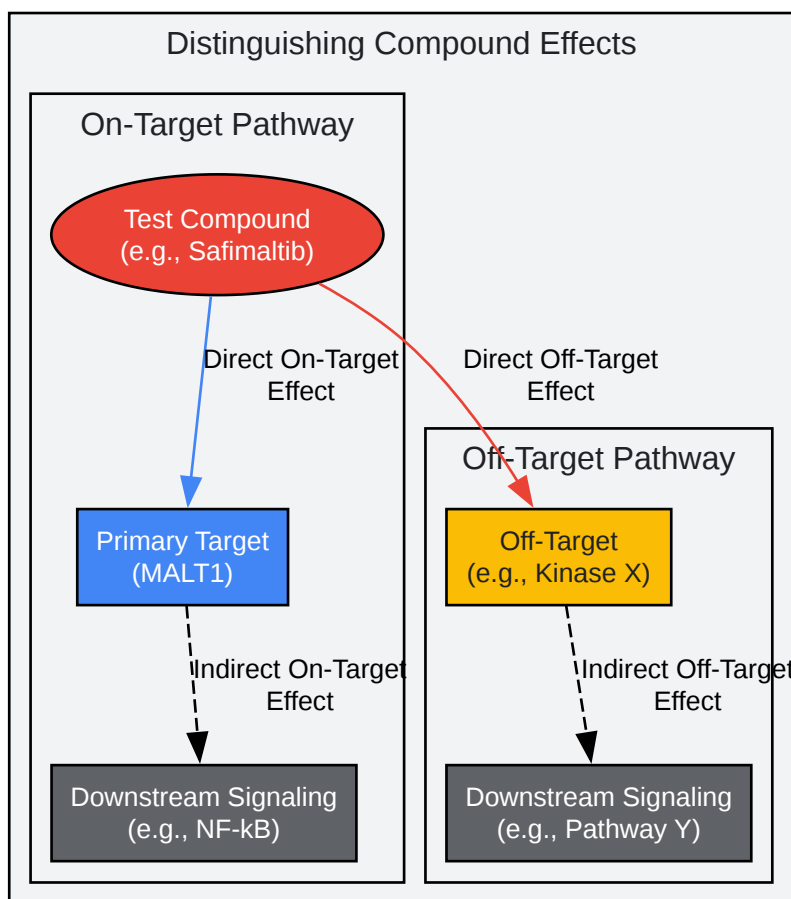 Distinguishing Compound Effects
On-Target Pathway
Test Compound
(e.g., Safimaltib)
Direct On-Target
Effect
Direct Off-Target
Effect
Off-Target Pathway
Primary Target
(MALT1)
Off-Target
(e.g., Kinase X)
Indirect On-Target
Effect
Indirect Off-Target
Effect
Downstream Signaling
(e.g., NF-kB)
Downstream Signaling
(e.g., Pathway Y)